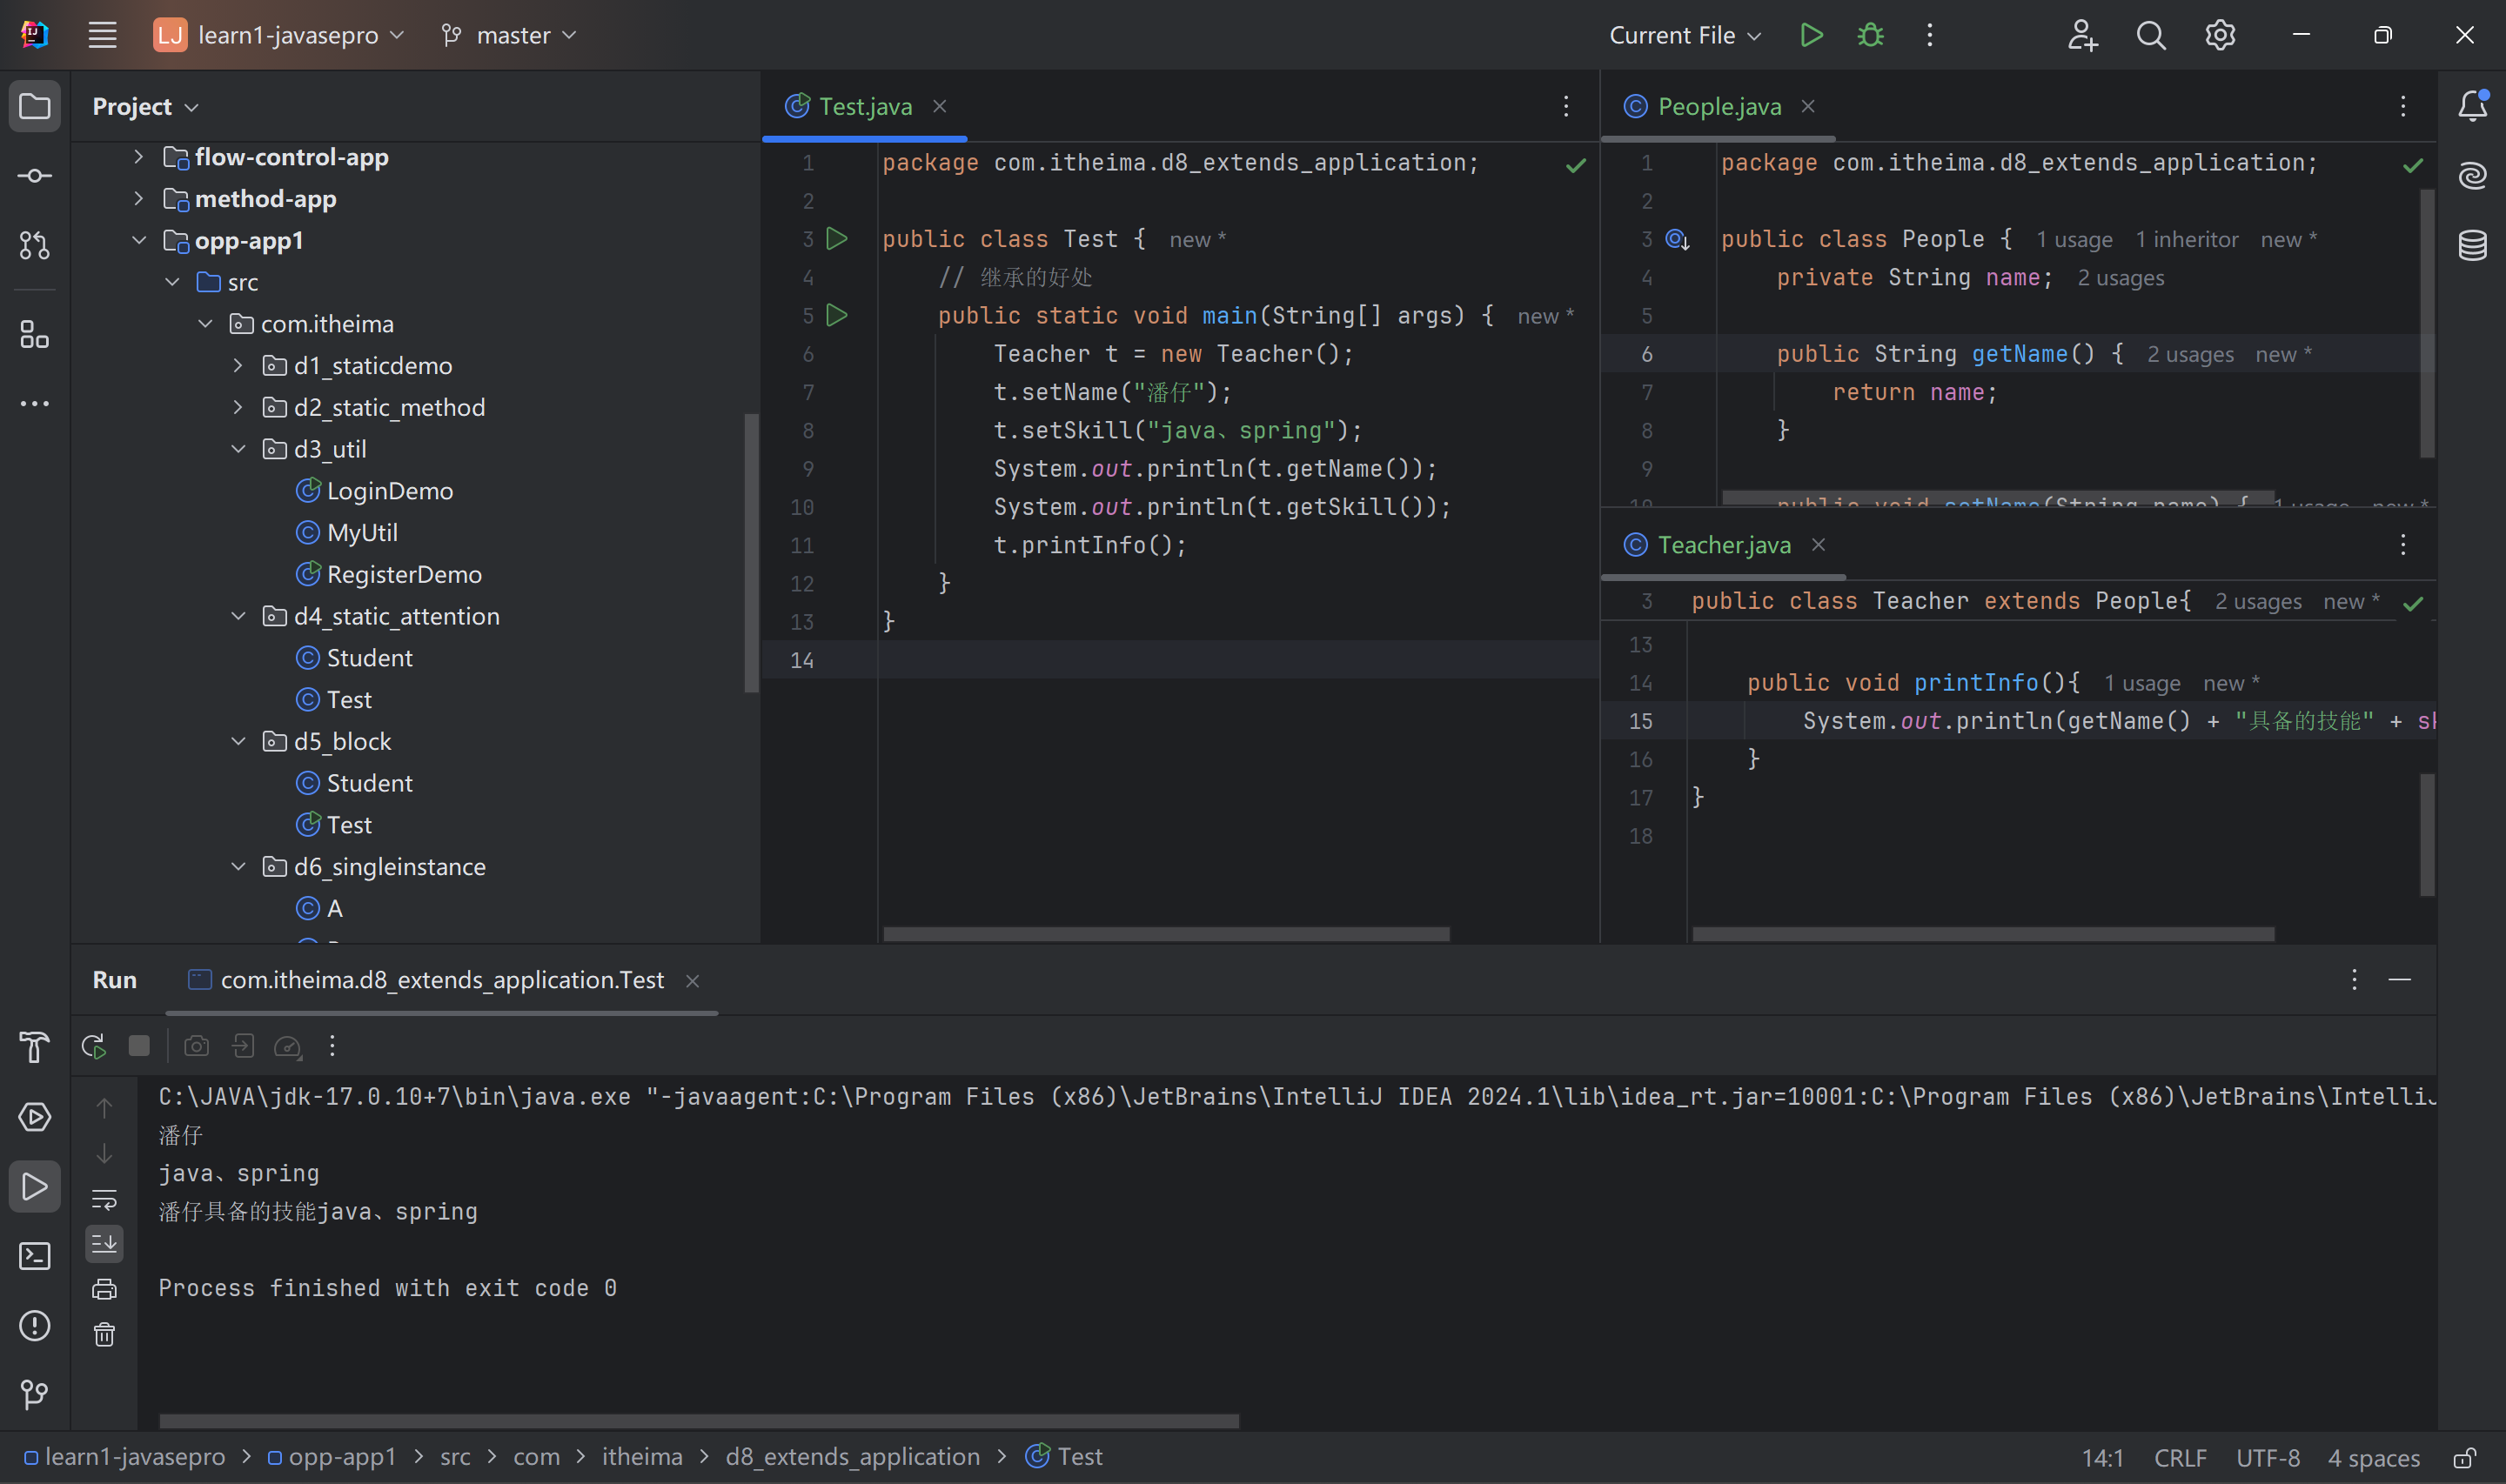 LJ learn1-javasepro master Current File
Project
flow-control-app
method-app
opp-app1
src
com.itheima
d1_staticdemo
d2_static_method
d3_util
LoginDemo
MyUtil
RegisterDemo
d4_static_attention
Student
Test
d5_block
Student
Test
d6_singleinstance
A
Test.java
1 package com.itheima.d8_extends_application;
2
3 public class Test { new *
4 // 继承的好处
5 public static void main(String[] args) { new *
6 Teacher t = new Teacher();
7 t.setName("潘仔");
8 t.setSkill("java、spring");
9 System.out.println(t.getName());
10 System.out.println(t.getSkill());
11 t.printInfo();
12 }
13 }
14
People.java
1 package com.itheima.d8_extends_application;
2
3 public class People { 1 usage 1 inheritor new *
4 private String name; 2 usages
5
6 public String getName() { 2 usages new *
7 return name;
8 }
9
10 public void setName(String name) { 1 usage new *
Teacher.java
3 public class Teacher extends People{ 2 usages new *
13
14 public void printInfo(){ 1 usage new *
15 System.out.println(getName() + "具备的技能" + sk
16 }
17 }
18
Run com.itheima.d8_extends_application.Test
C:\JAVA\jdk-17.0.10+7\bin\java.exe "-javaagent:C:\Program Files (x86)\JetBrains\IntelliJ IDEA 2024.1\lib\idea_rt.jar=10001:C:\Program Files (x86)\JetBrains\IntelliJ
潘仔
java、spring
潘仔具备的技能java、spring
Process finished with exit code 0
learn1-javasepro > opp-app1 > src > com > itheima > d8_extends_application > Test 14:1 CRLF UTF-8 4 spaces